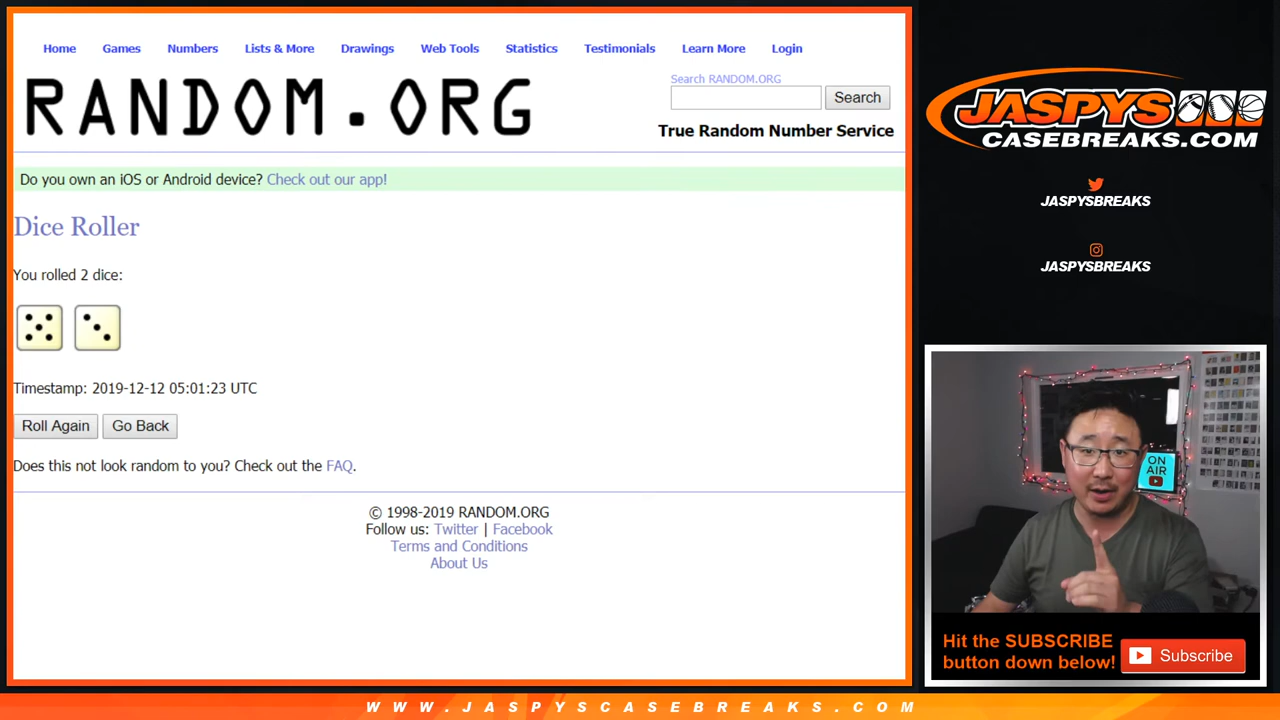 Home Games Numbers Lists & More Drawings Web Tools Statistics Testimonials Learn More Login
RANDOM.ORG
Search RANDOM.ORG
Search
True Random Number Service
Do you own an iOS or Android device? Check out our app!
Dice Roller
You rolled 2 dice:
Timestamp: 2019-12-12 05:01:23 UTC
Roll Again Go Back
Does this not look random to you? Check out the FAQ.
© 1998-2019 RANDOM.ORG
Follow us: Twitter | Facebook
Terms and Conditions
About Us
JASPYS
CASEBREAKS.COM
JASPYSBREAKS
JASPYSBREAKS
ON
AIR
Hit the SUBSCRIBE
button down below!
Subscribe
WWW.JASPYSCASEBREAKS.COM